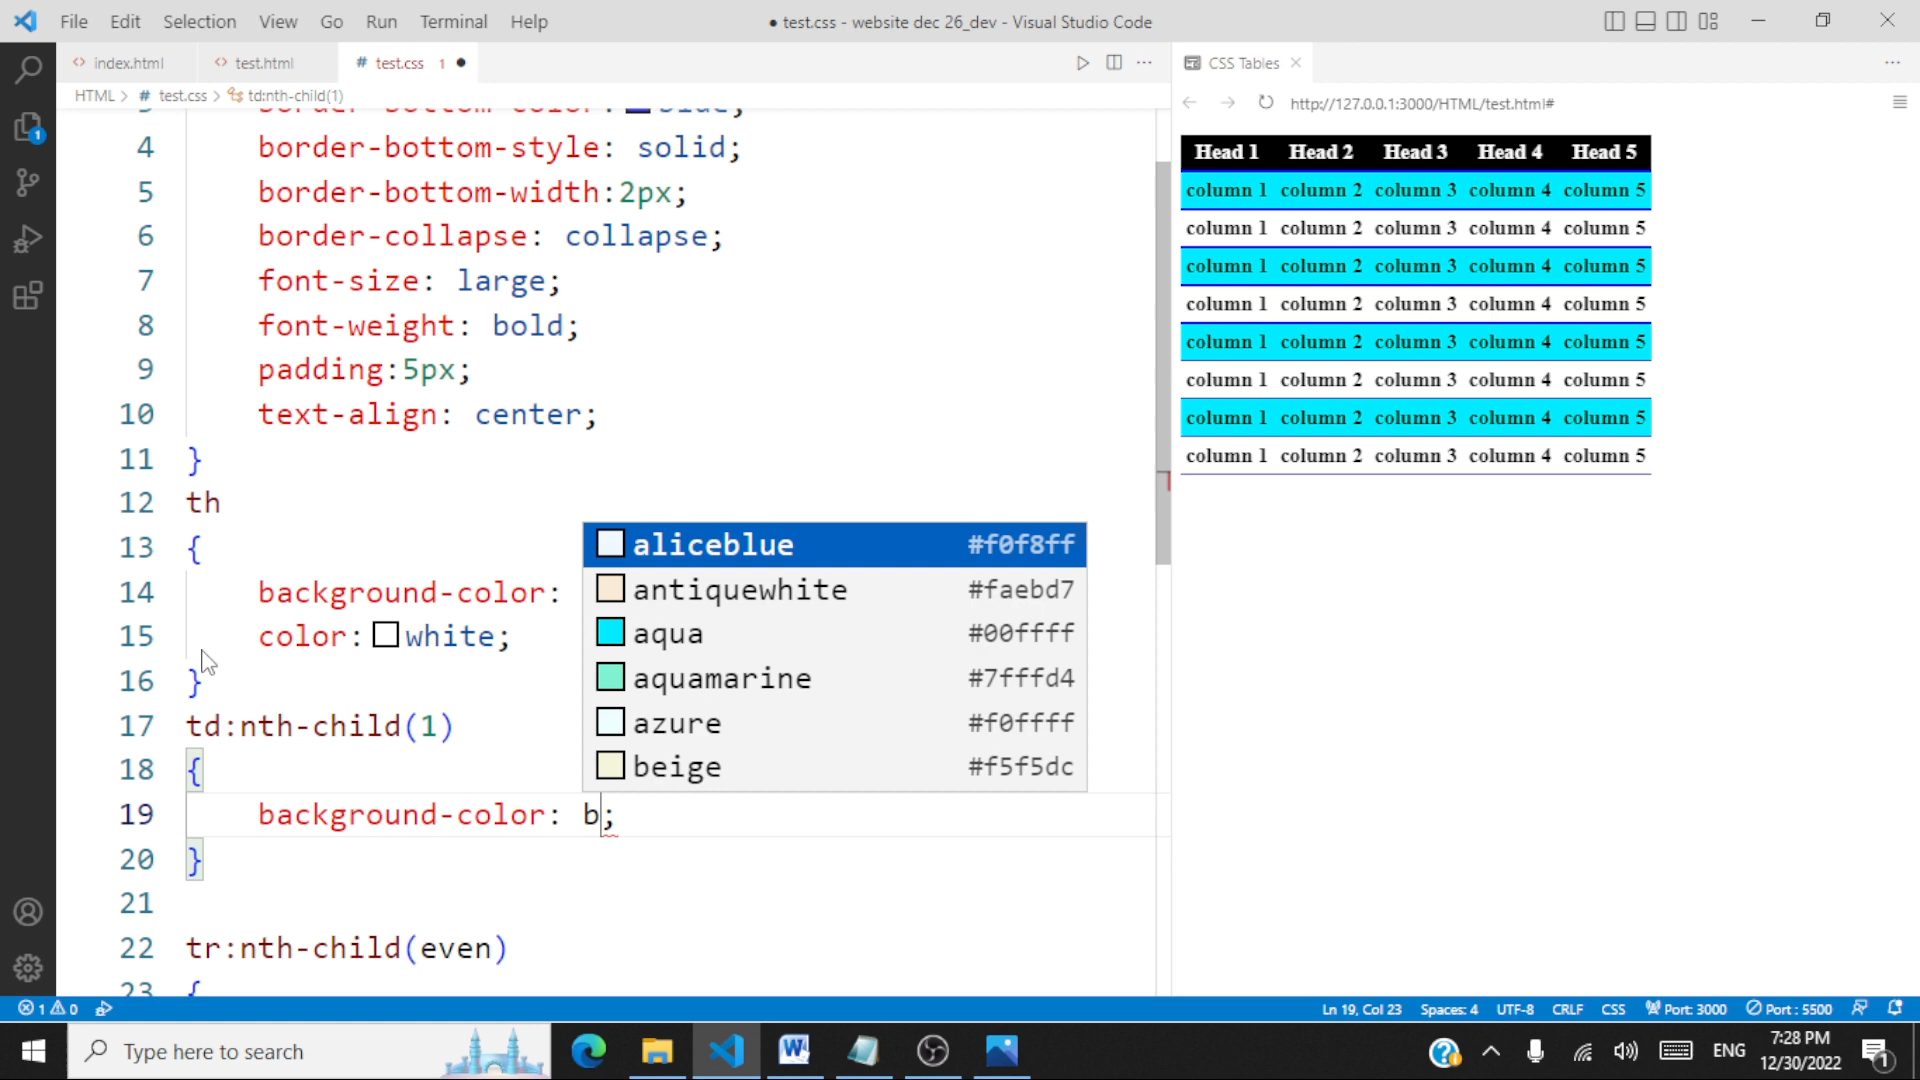 File Edit Selection View Go Run Terminal Help
● test.css - website dec 26_dev - Visual Studio Code
index.html
test.html
# test.css 1 ●
CSS Tables
HTML > # test.css > td:nth-child(1)
http://127.0.0.1:3000/HTML/test.html#
4 border-bottom-style: solid;
5 border-bottom-width:2px;
6 border-collapse: collapse;
7 font-size: large;
8 font-weight: bold;
9 padding:5px;
10 text-align: center;
11 }
12 th
13 {
14 background-color:
15 color: white;
16 }
17 td:nth-child(1)
18 {
19 background-color: b;
20 }
21
22 tr:nth-child(even)
23 {
aliceblue #f0f8ff
antiquewhite #faebd7
aqua #00ffff
aquamarine #7fffd4
azure #f0ffff
beige #f5f5dc
Head 1 Head 2 Head 3 Head 4 Head 5
column 1 column 2 column 3 column 4 column 5
column 1 column 2 column 3 column 4 column 5
column 1 column 2 column 3 column 4 column 5
column 1 column 2 column 3 column 4 column 5
column 1 column 2 column 3 column 4 column 5
column 1 column 2 column 3 column 4 column 5
column 1 column 2 column 3 column 4 column 5
column 1 column 2 column 3 column 4 column 5
1 0
Ln 19, Col 23 Spaces: 4 UTF-8 CRLF CSS Port: 3000 Port : 5500
Type here to search
ENG
7:28 PM
12/30/2022
1